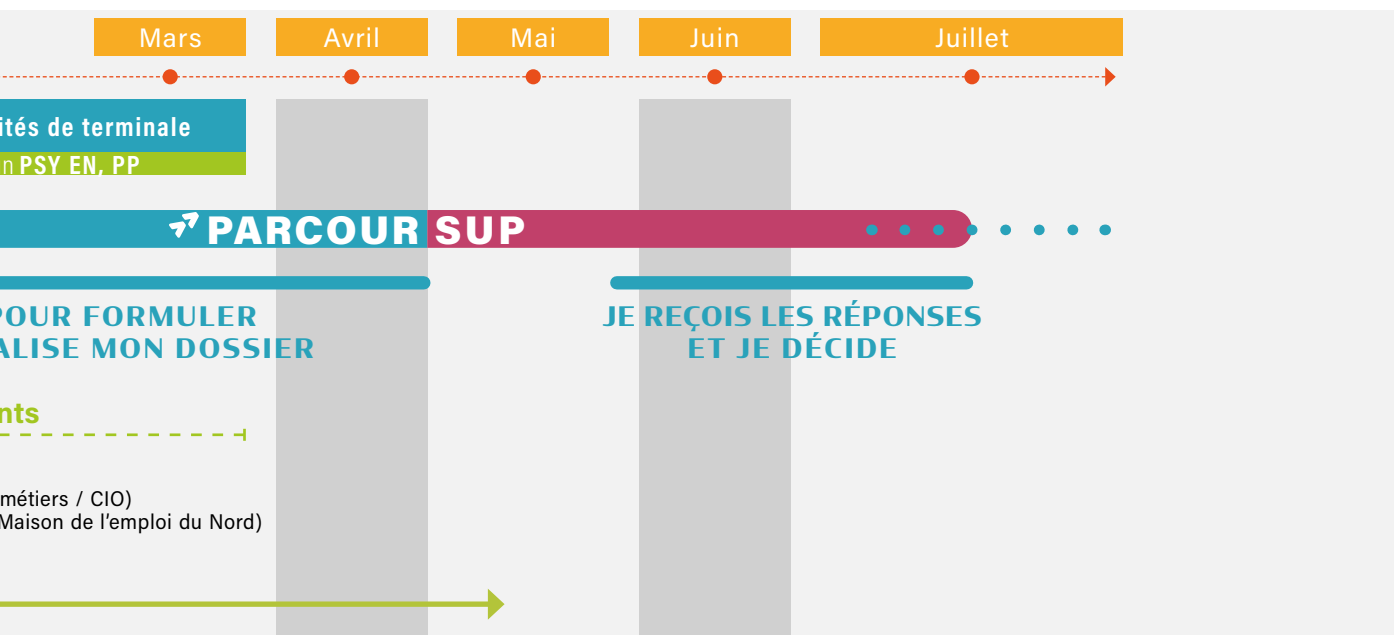 Mars Avril Mai Juin Juillet
ités de terminale
n PSY EN, PP
PARCOURSUP
POUR FORMULER
ALISE MON DOSSIER
JE REÇOIS LES RÉPONSES
ET JE DÉCIDE
nts
métiers / CIO)
Maison de l'emploi du Nord)